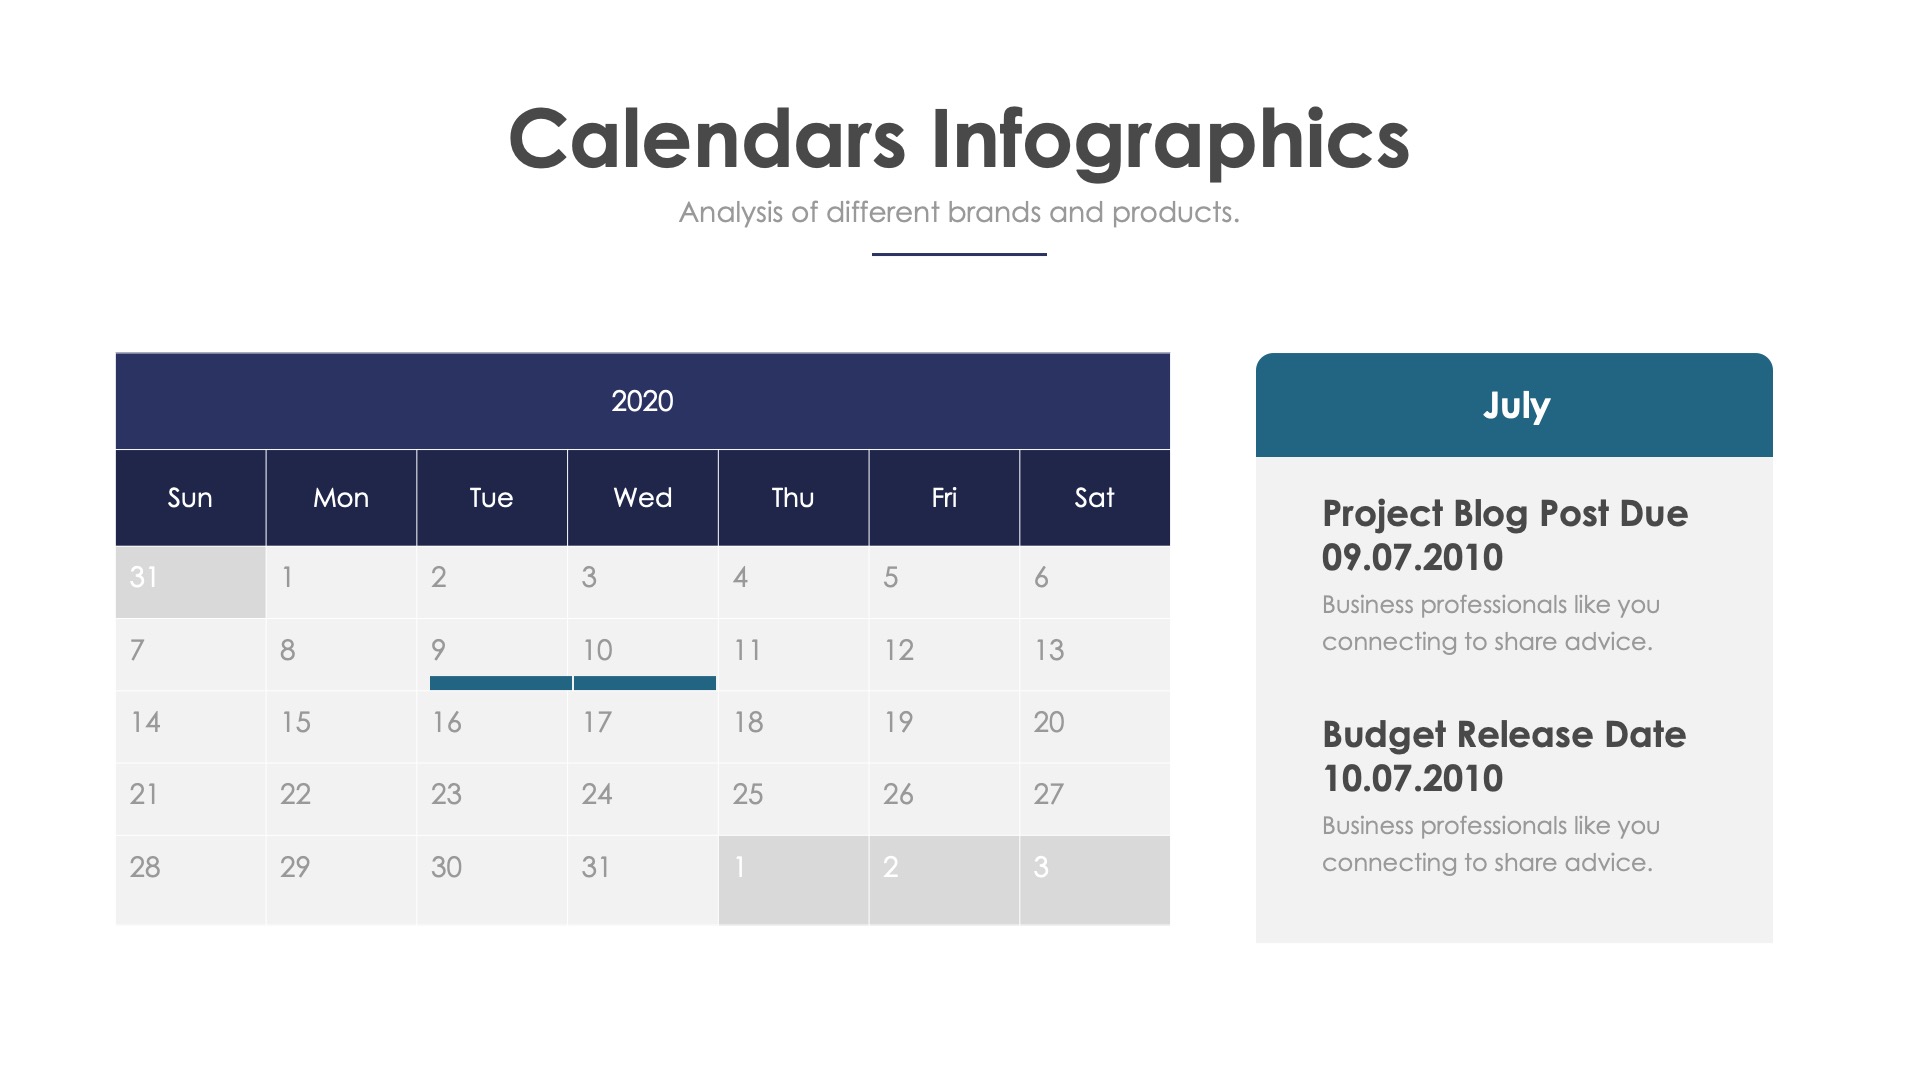 Calendars Infographics
Analysis of different brands and products.
2020
Sun Mon Tue Wed Thu Fri Sat
31 1 2 3 4 5 6
7 8 9 10 11 12 13
14 15 16 17 18 19 20
21 22 23 24 25 26 27
28 29 30 31 1 2 3
July
Project Blog Post Due
09.07.2010
Business professionals like you
connecting to share advice.
Budget Release Date
10.07.2010
Business professionals like you
connecting to share advice.